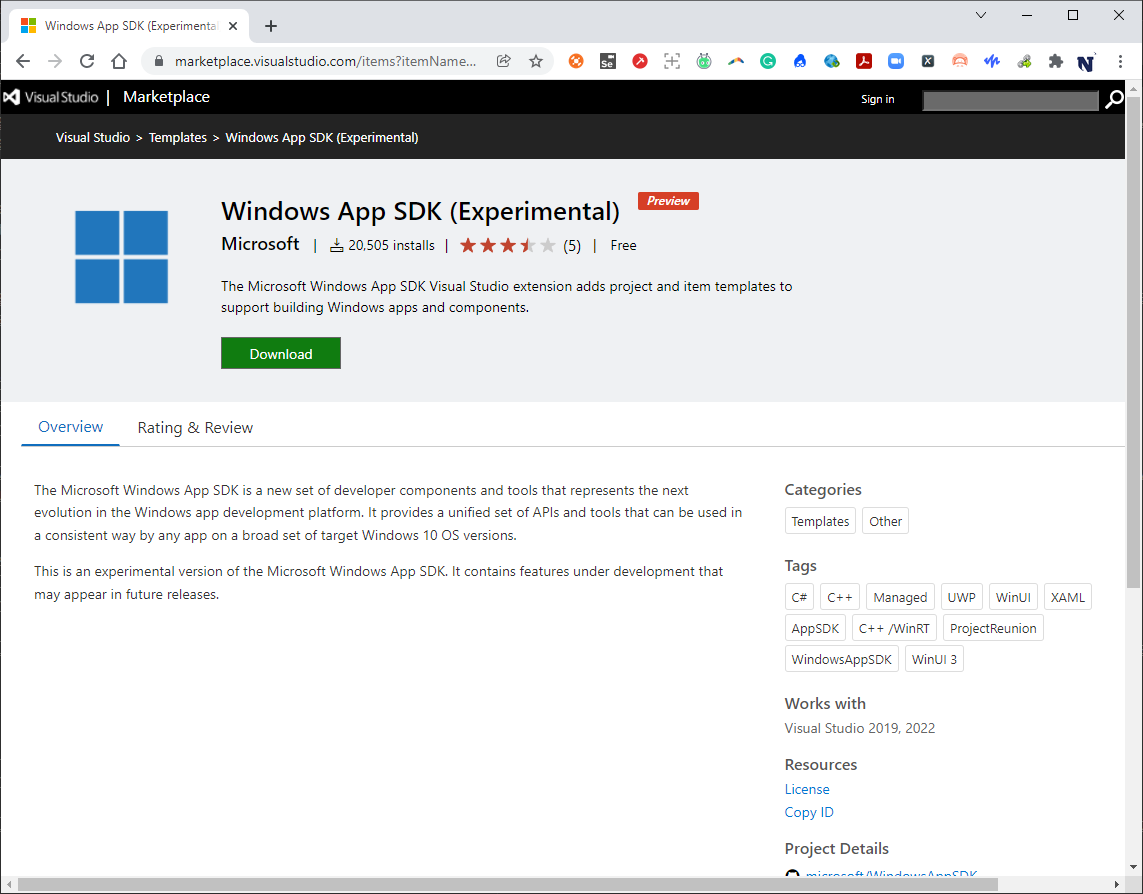 Windows App SDK (Experimental
marketplace.visualstudio.com/items?itemName...
Se
Visual Studio | Marketplace
Sign in
Visual Studio > Templates > Windows App SDK (Experimental)
Windows App SDK (Experimental) Preview
Microsoft | 20,505 installs | (5) | Free
The Microsoft Windows App SDK Visual Studio extension adds project and item templates to
support building Windows apps and components.
Download
Overview Rating & Review
The Microsoft Windows App SDK is a new set of developer components and tools that represents the next
evolution in the Windows app development platform. It provides a unified set of APIs and tools that can be used in
a consistent way by any app on a broad set of target Windows 10 OS versions.
This is an experimental version of the Microsoft Windows App SDK. It contains features under development that
may appear in future releases.
Categories
Templates Other
Tags
C# C++ Managed UWP WinUI XAML
AppSDK C++ /WinRT ProjectReunion
WindowsAppSDK WinUI 3
Works with
Visual Studio 2019, 2022
Resources
License
Copy ID
Project Details
microsoft/WindowsAppSDK